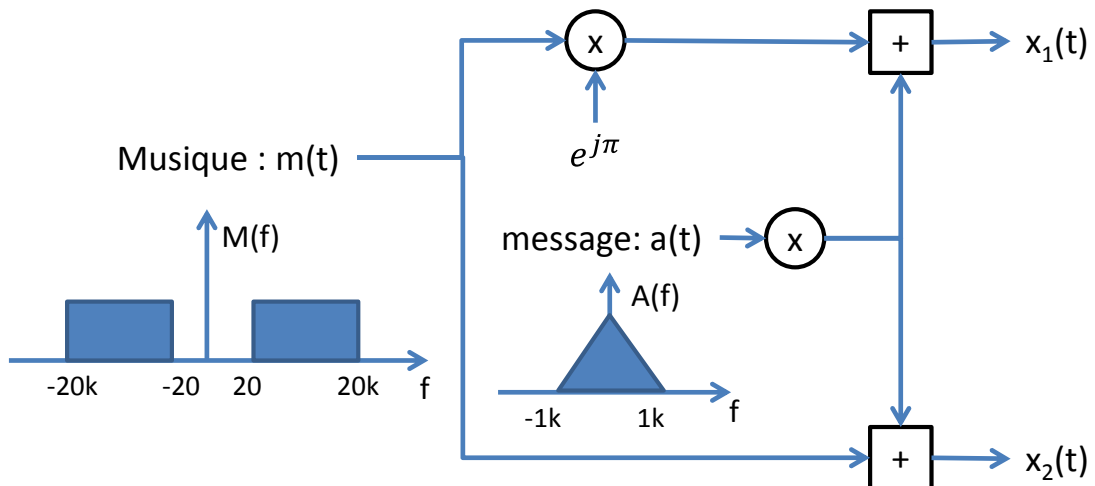 x
+
x₁(t)
e^{jπ}
Musique : m(t)
M(f)
message: a(t)
x
A(f)
-20k
-20
20
20k
f
-1k
1k
f
+
x₂(t)